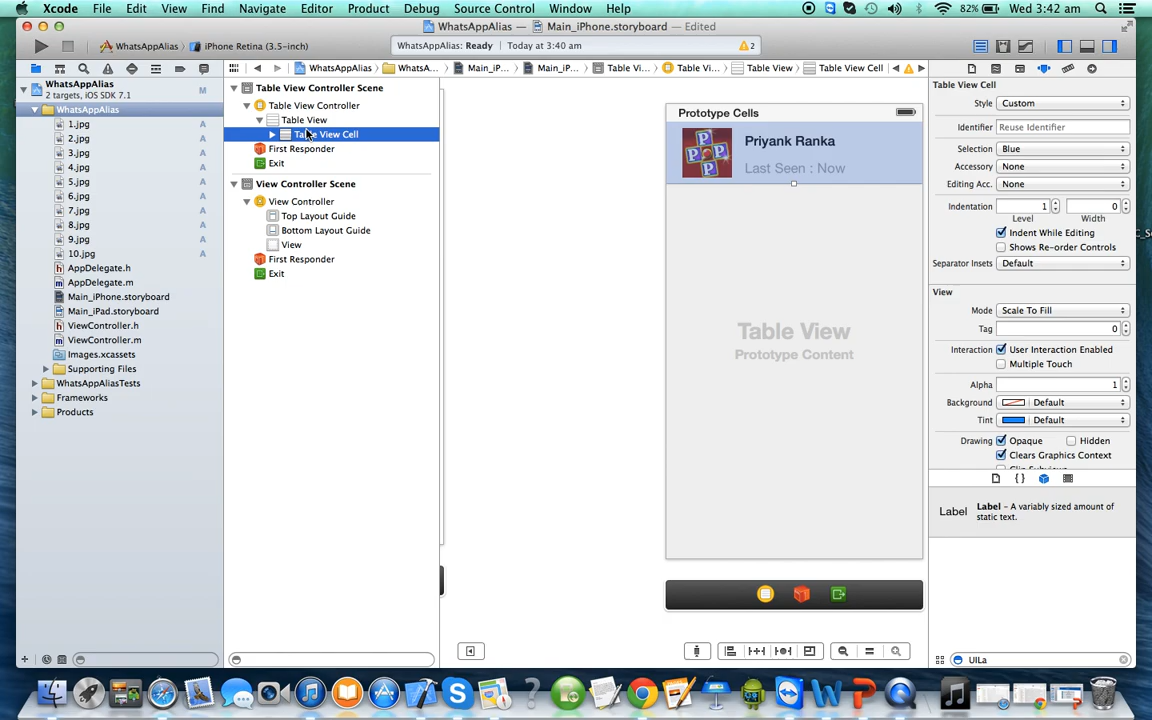 Xcode File Edit View Find Navigate Editor Product Debug Source Control Window Help 82% Wed 3:42 am
WhatsAppAlias — Main_iPhone.storyboard — Edited
WhatsAppAlias iPhone Retina (3.5-inch)
WhatsAppAlias: Ready Today at 3:40 am 2
WhatsAppAlias WhatsA... Main_iP... Main_iP... Table Vi... Table Vi... Table View Table View Cell
WhatsAppAlias
2 targets, iOS SDK 7.1
M
WhatsAppAlias
1.jpg A
2.jpg A
3.jpg A
4.jpg A
5.jpg A
6.jpg A
7.jpg A
8.jpg A
9.jpg A
10.jpg A
AppDelegate.h
AppDelegate.m
Main_iPhone.storyboard
Main_iPad.storyboard
ViewController.h
ViewController.m
Images.xcassets
Supporting Files
WhatsAppAliasTests
Frameworks
Products
Table View Controller Scene
Table View Controller
Table View
Table View Cell
First Responder
Exit
View Controller Scene
View Controller
Top Layout Guide
Bottom Layout Guide
View
First Responder
Exit
Prototype Cells
Priyank Ranka
Last Seen : Now
Table View
Prototype Content
Table View Cell
Style Custom
Identifier Reuse Identifier
Selection Blue
Accessory None
Editing Acc. None
Indentation 1 0
Level Width
Indent While Editing
Shows Re-order Controls
Separator Insets Default
View
Mode Scale To Fill
Tag 0
Interaction User Interaction Enabled
Multiple Touch
Alpha 1
Background Default
Tint Default
Drawing Opaque Hidden
Clears Graphics Context
Label
Label – A variably sized amount of
static text.
UILa